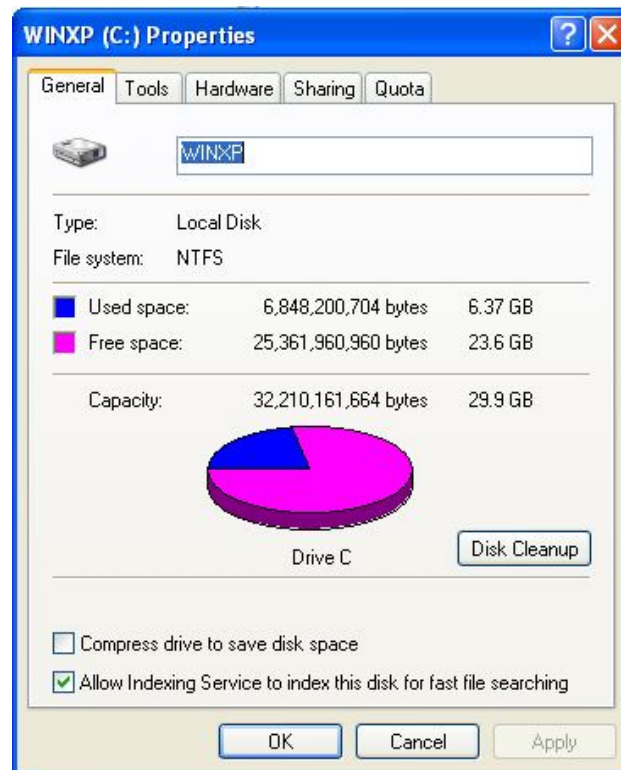 WINXP (C:) Properties
General Tools Hardware Sharing Quota
WINXP
Type: Local Disk
File system: NTFS
Used space: 6,848,200,704 bytes 6.37 GB
Free space: 25,361,960,960 bytes 23.6 GB
Capacity: 32,210,161,664 bytes 29.9 GB
Drive C
Disk Cleanup
Compress drive to save disk space
Allow Indexing Service to index this disk for fast file searching
OK Cancel Apply